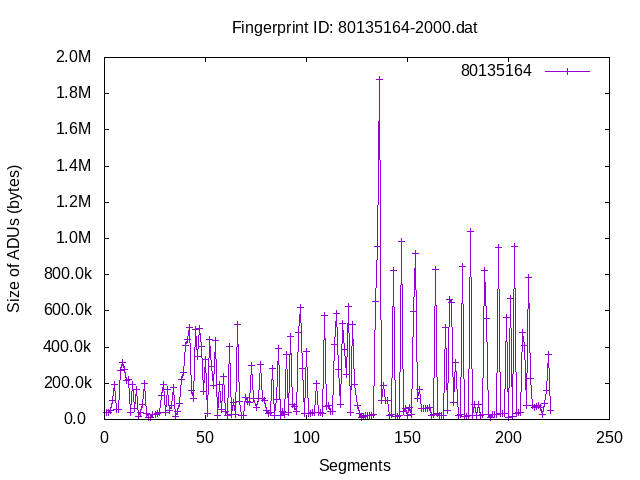 Fingerprint ID: 80135164-2000.dat
80135164
2.0M
1.8M
1.6M
1.4M
1.2M
1.0M
800.0k
600.0k
400.0k
200.0k
0.0
Size of ADUs (bytes)
0 50 100 150 200 250
Segments